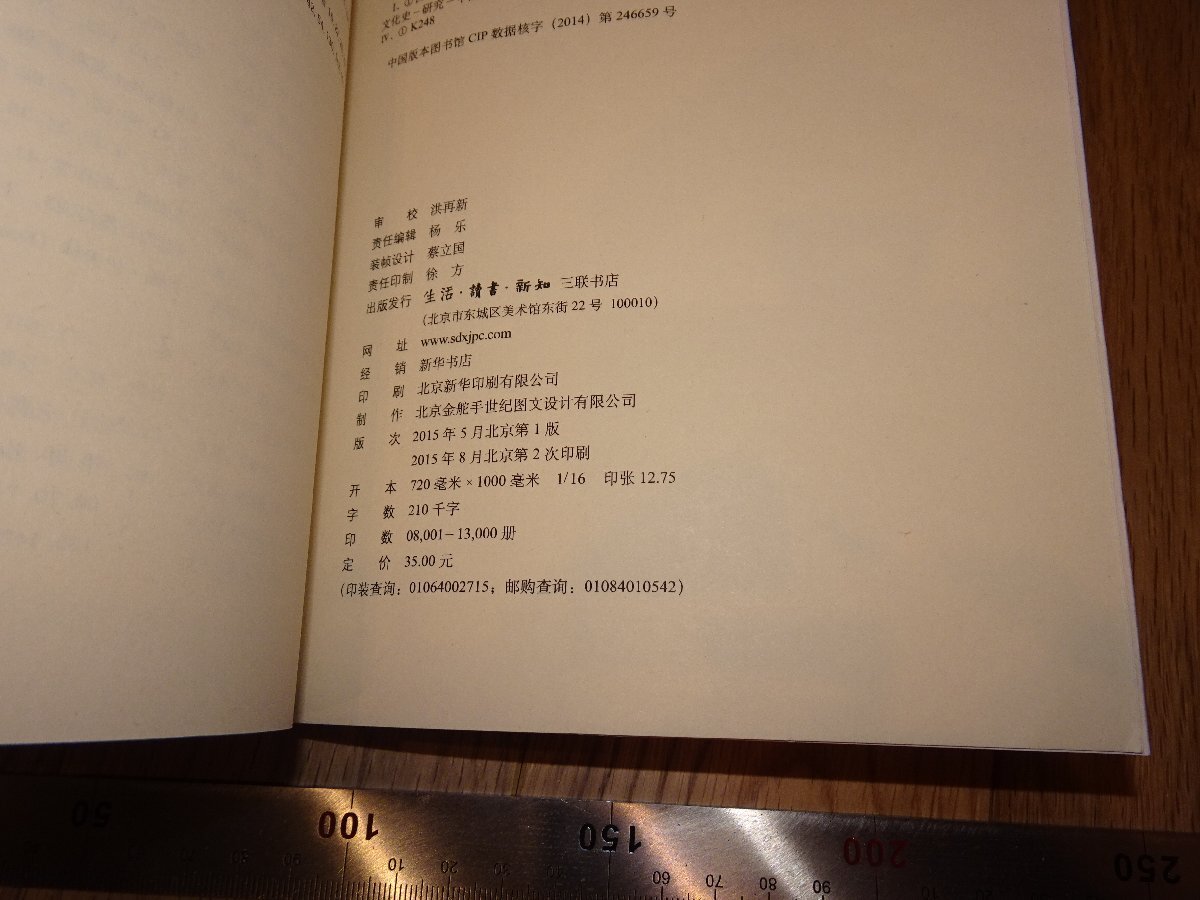 文化史－研究－
Ⅳ. ① K248
中国版本图书馆 CIP 数据核字（2014）第 246659 号
审　校　洪再新
责任编辑　杨　乐
装帧设计　蔡立国
责任印制　徐　方
出版发行　生活·讀書·新知 三联书店
（北京市东城区美术馆东街 22 号 100010）
网　址　www.sdxjpc.com
经　销　新华书店
印　刷　北京新华印刷有限公司
制　作　北京金舵手世纪图文设计有限公司
版　次　2015 年 5 月北京第 1 版
2015 年 8 月北京第 2 次印刷
开　本　720 毫米 × 1000 毫米　1/16　印张 12.75
字　数　210 千字
印　数　08,001－13,000 册
定　价　35.00 元
（印装查询：01064002715；邮购查询：01084010542）
50 100 150 200 250
80 90 10 20 30 60 70 80 90